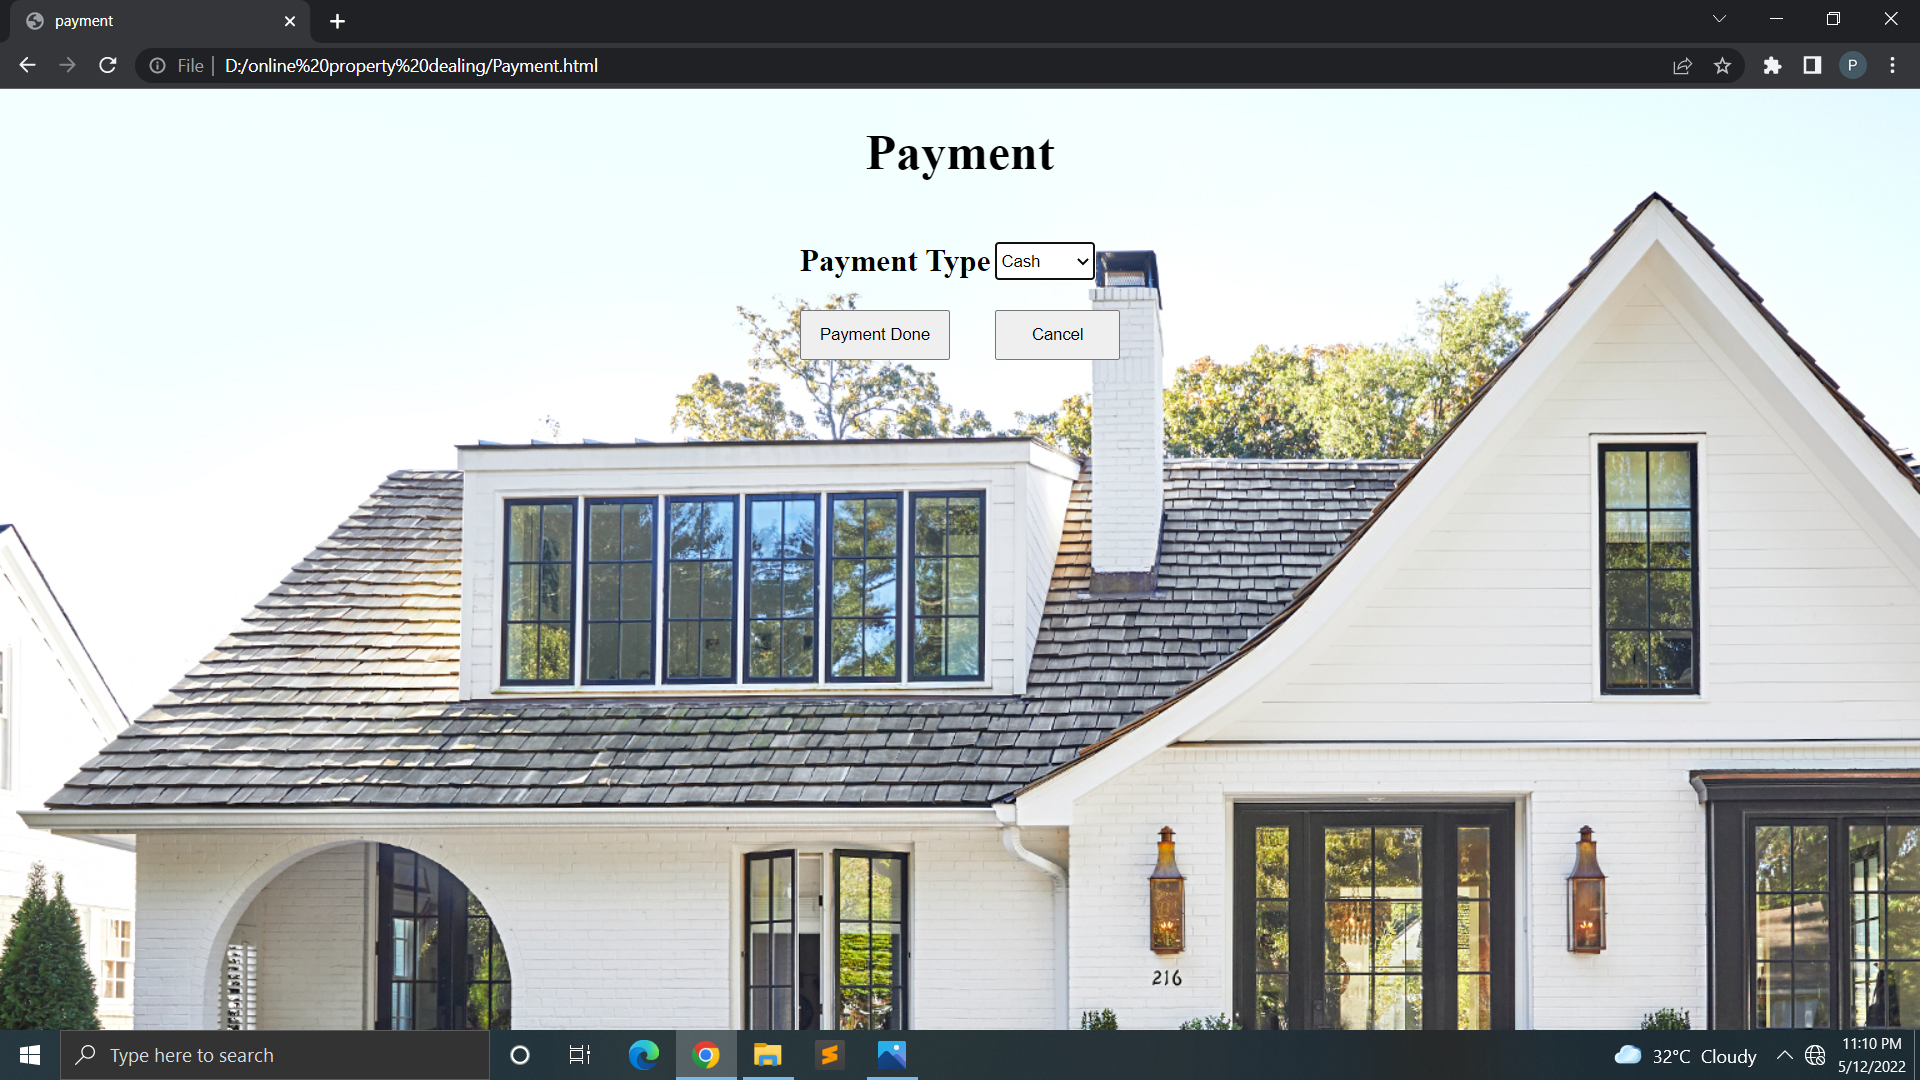 payment
File
D:/online%20property%20dealing/Payment.html
P
Payment
Payment Type
Cash
Payment Done
Cancel
216
Type here to search
32°C Cloudy
11:10 PM
5/12/2022